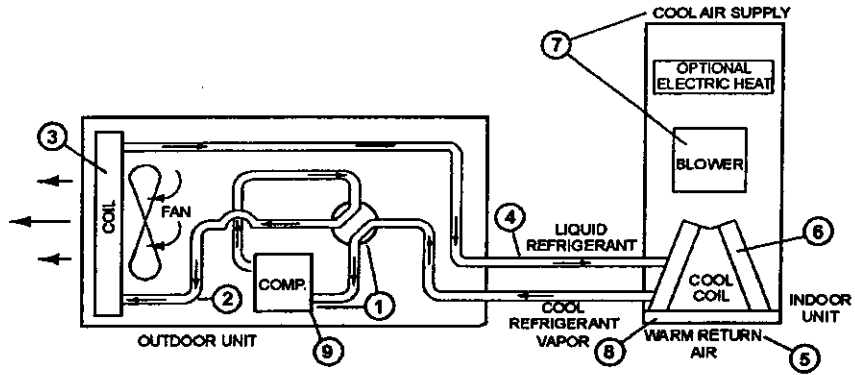 COOL AIR SUPPLY
7
OPTIONAL
ELECTRIC HEAT
3
BLOWER
COIL
FAN
4
LIQUID
REFRIGERANT
6
COOL
COIL
COMP.
2
1
COOL
REFRIGERANT
VAPOR
INDOOR
UNIT
OUTDOOR UNIT
9
8
WARM RETURN
AIR
5